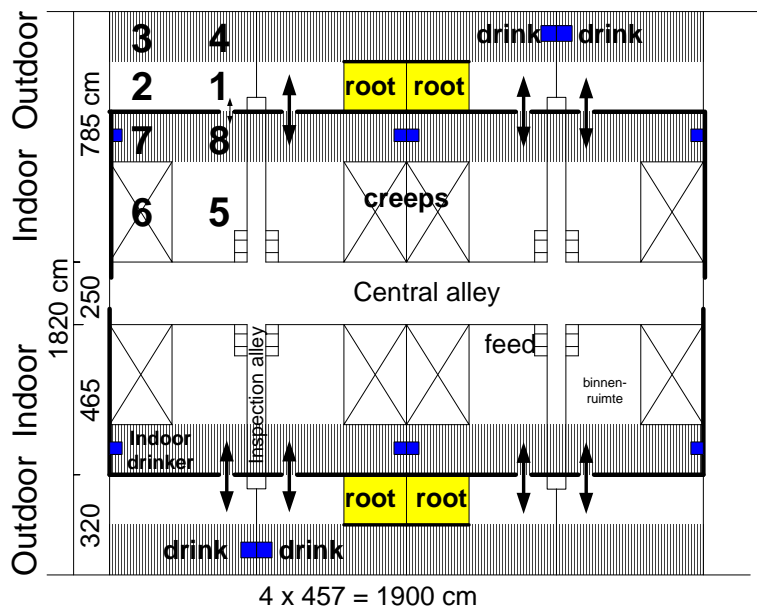 3 4 drink drink
2 1 root root
Outdoor
785 cm
7 8
Indoor
6 5 creeps
Central alley
250
1820 cm
feed
Inspection alley
binnen-
ruimte
465
Indoor
Indoor
drinker
Outdoor
root root
320
drink drink
4 x 457 = 1900 cm